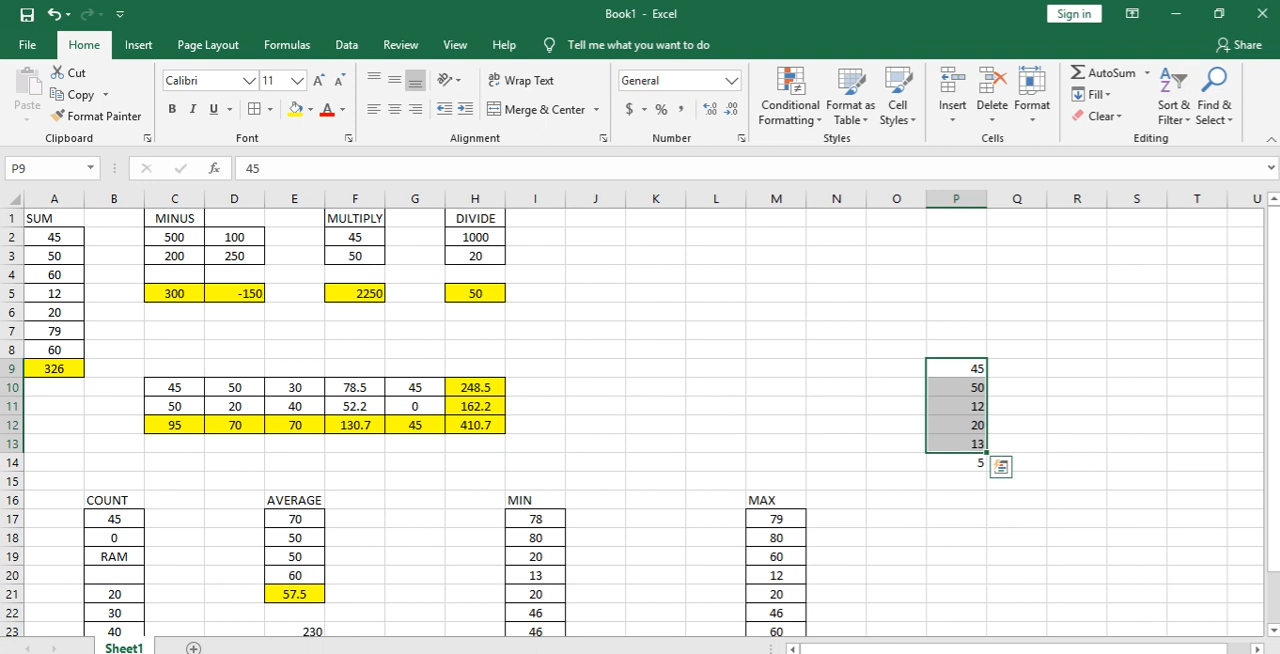 Book1 - Excel Sign in
File Home Insert Page Layout Formulas Data Review View Help Tell me what you want to do Share
Paste Cut Copy Format Painter Clipboard
Calibri 11 B I U A A A Font
Wrap Text Merge & Center Alignment
General $ % , Number
Conditional Formatting Format as Table Cell Styles Styles
Insert Delete Format Cells
AutoSum Fill Clear Sort & Filter Find & Select Editing
P9 fx 45
A B C D E F G H I J K L M N O P Q R S T U
1 SUM MINUS MULTIPLY DIVIDE
2 45 500 100 45 1000
3 50 200 250 50 20
4 60
5 12 300 -150 2250 50
6 20
7 79
8 60
9 326 45
10 45 50 30 78.5 45 248.5 50
11 50 20 40 52.2 0 162.2 12
12 95 70 70 130.7 45 410.7 20
13 13
14 5
15
16 COUNT AVERAGE MIN MAX
17 45 70 78 79
18 0 50 80 80
19 RAM 50 20 60
20 60 13 12
21 20 57.5 20 20
22 30 46 46
23 40 230 46 60
Sheet1